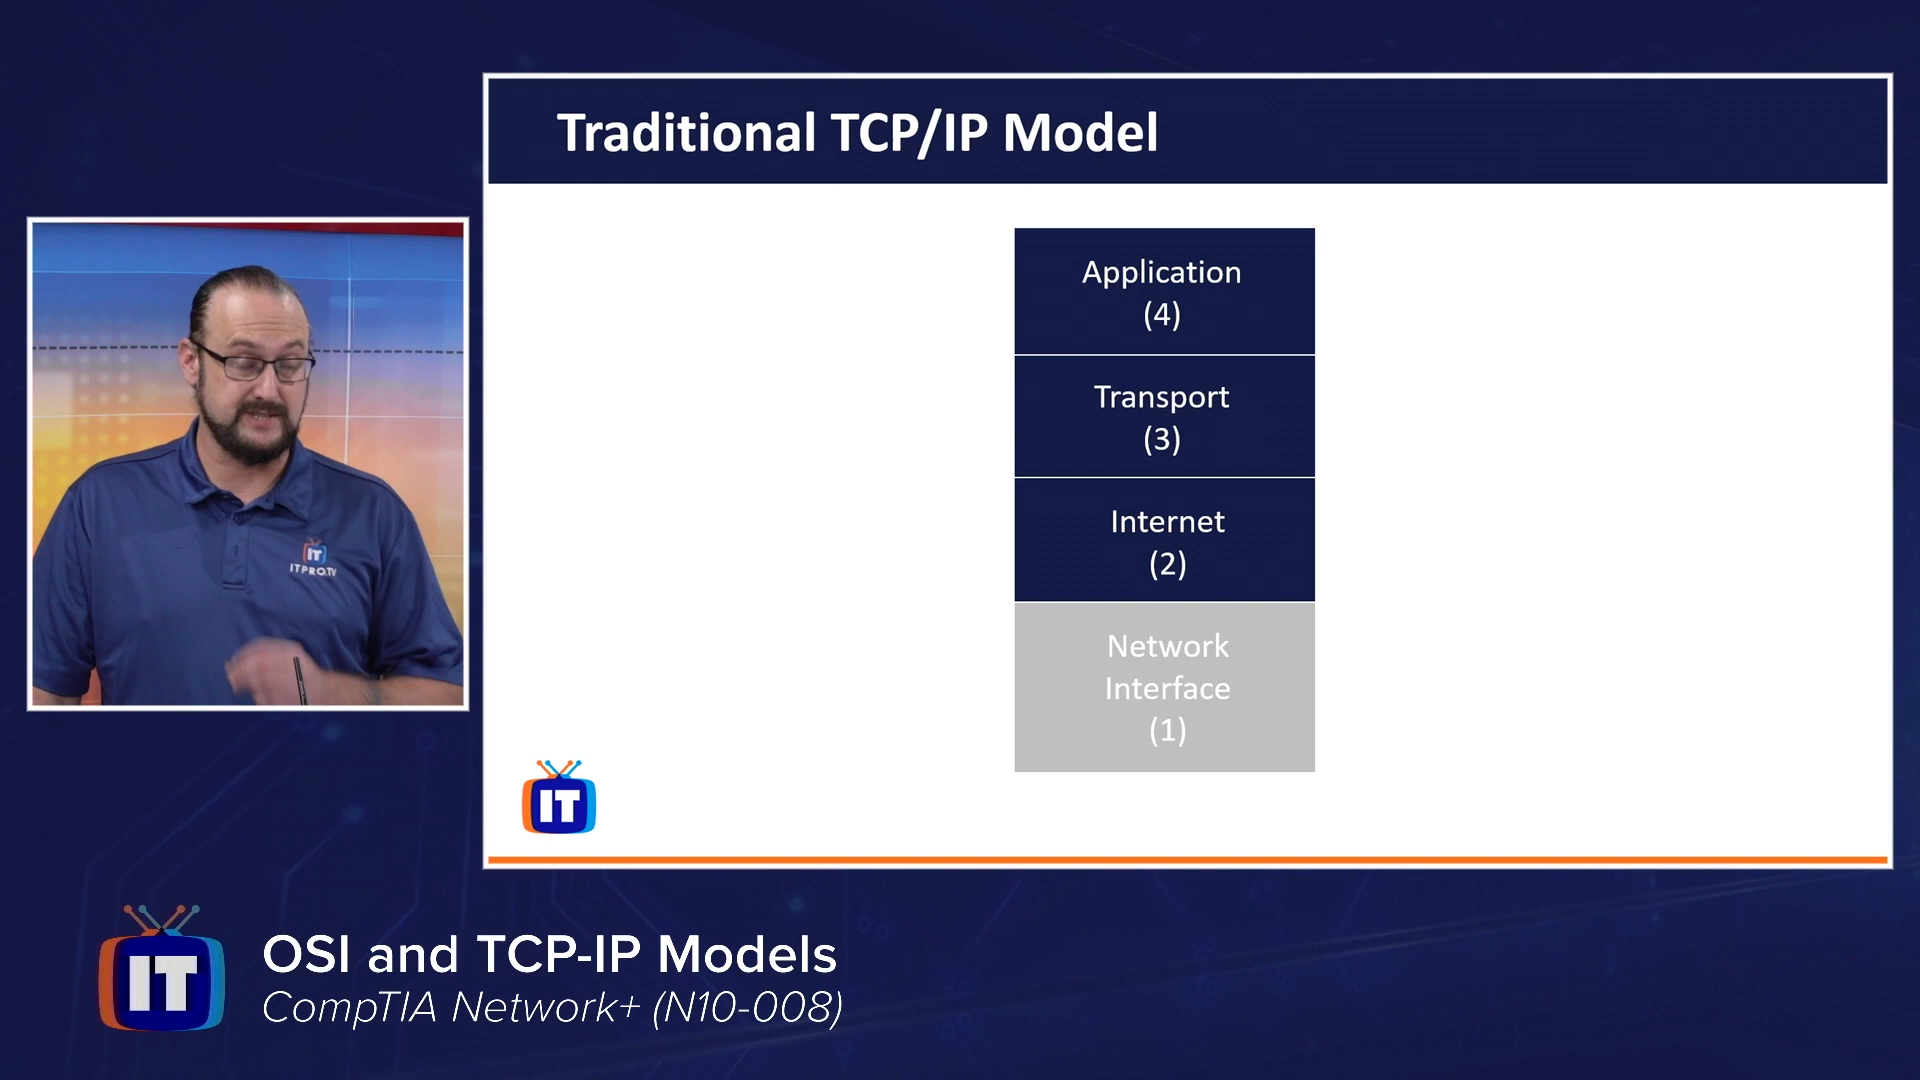 Traditional TCP/IP Model
Application
(4)
Transport
(3)
Internet
(2)
Network
Interface
(1)
IT
ITPRO.TV
IT
IT
OSI and TCP-IP Models
CompTIA Network+ (N10-008)